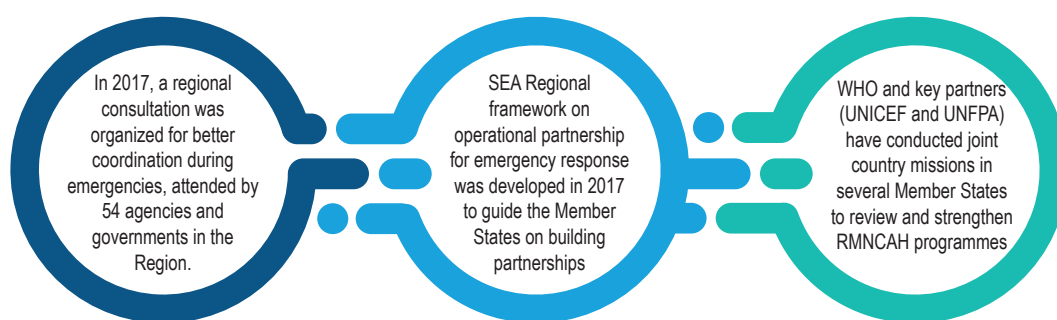 In 2017, a regional
consultation was
organized for better
coordination during
emergencies, attended by
54 agencies and
governments in the
Region.
SEA Regional
framework on
operational partnership
for emergency response
was developed in 2017
to guide the Member
States on building
partnerships
WHO and key partners
(UNICEF and UNFPA)
have conducted joint
country missions in
several Member States
to review and strengthen
RMNCAH programmes